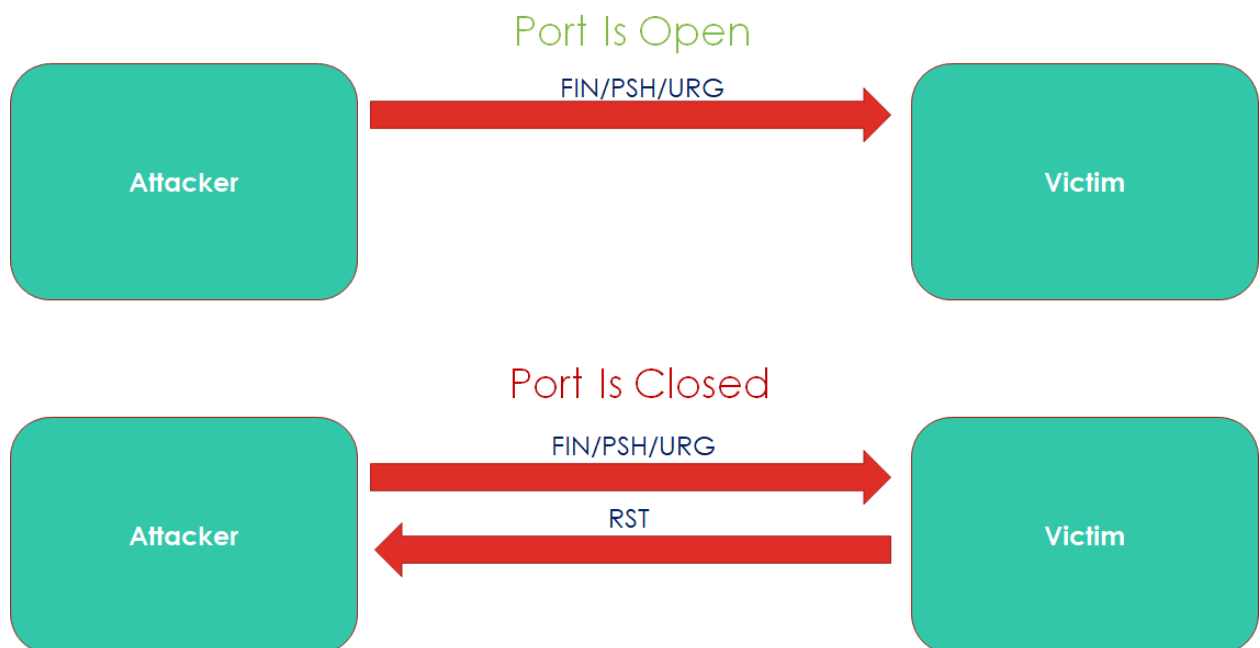 Port Is Open
FIN/PSH/URG
Attacker
Victim
Port Is Closed
FIN/PSH/URG
RST
Attacker
Victim